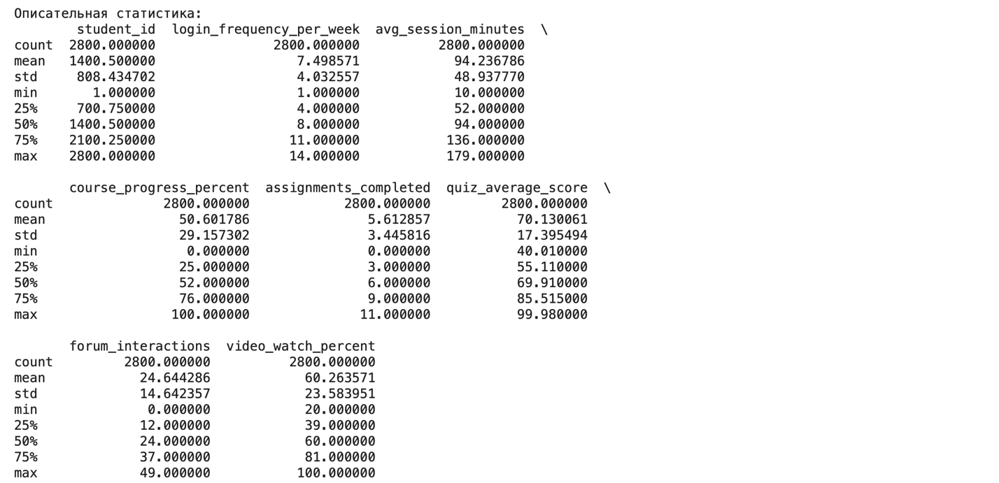 Описательная статистика:
        student_id  login_frequency_per_week  avg_session_minutes  \
count  2800.000000               2800.000000          2800.000000
mean   1400.500000                  7.498571            94.236786
std     808.434702                  4.032557            48.937770
min       1.000000                  1.000000            10.000000
25%     700.750000                  4.000000            52.000000
50%    1400.500000                  8.000000            94.000000
75%    2100.250000                 11.000000           136.000000
max    2800.000000                 14.000000           179.000000

       course_progress_percent  assignments_completed  quiz_average_score  \
count              2800.000000            2800.000000         2800.000000
mean                 50.601786               5.612857           70.130061
std                  29.157302               3.445816           17.395494
min                   0.000000               0.000000           40.010000
25%                  25.000000               3.000000           55.110000
50%                  52.000000               6.000000           69.910000
75%                  76.000000               9.000000           85.515000
max                 100.000000              11.000000           99.980000

       forum_interactions  video_watch_percent
count         2800.000000          2800.000000
mean            24.644286            60.263571
std             14.642357            23.583951
min              0.000000            20.000000
25%             12.000000            39.000000
50%             24.000000            60.000000
75%             37.000000            81.000000
max             49.000000           100.000000